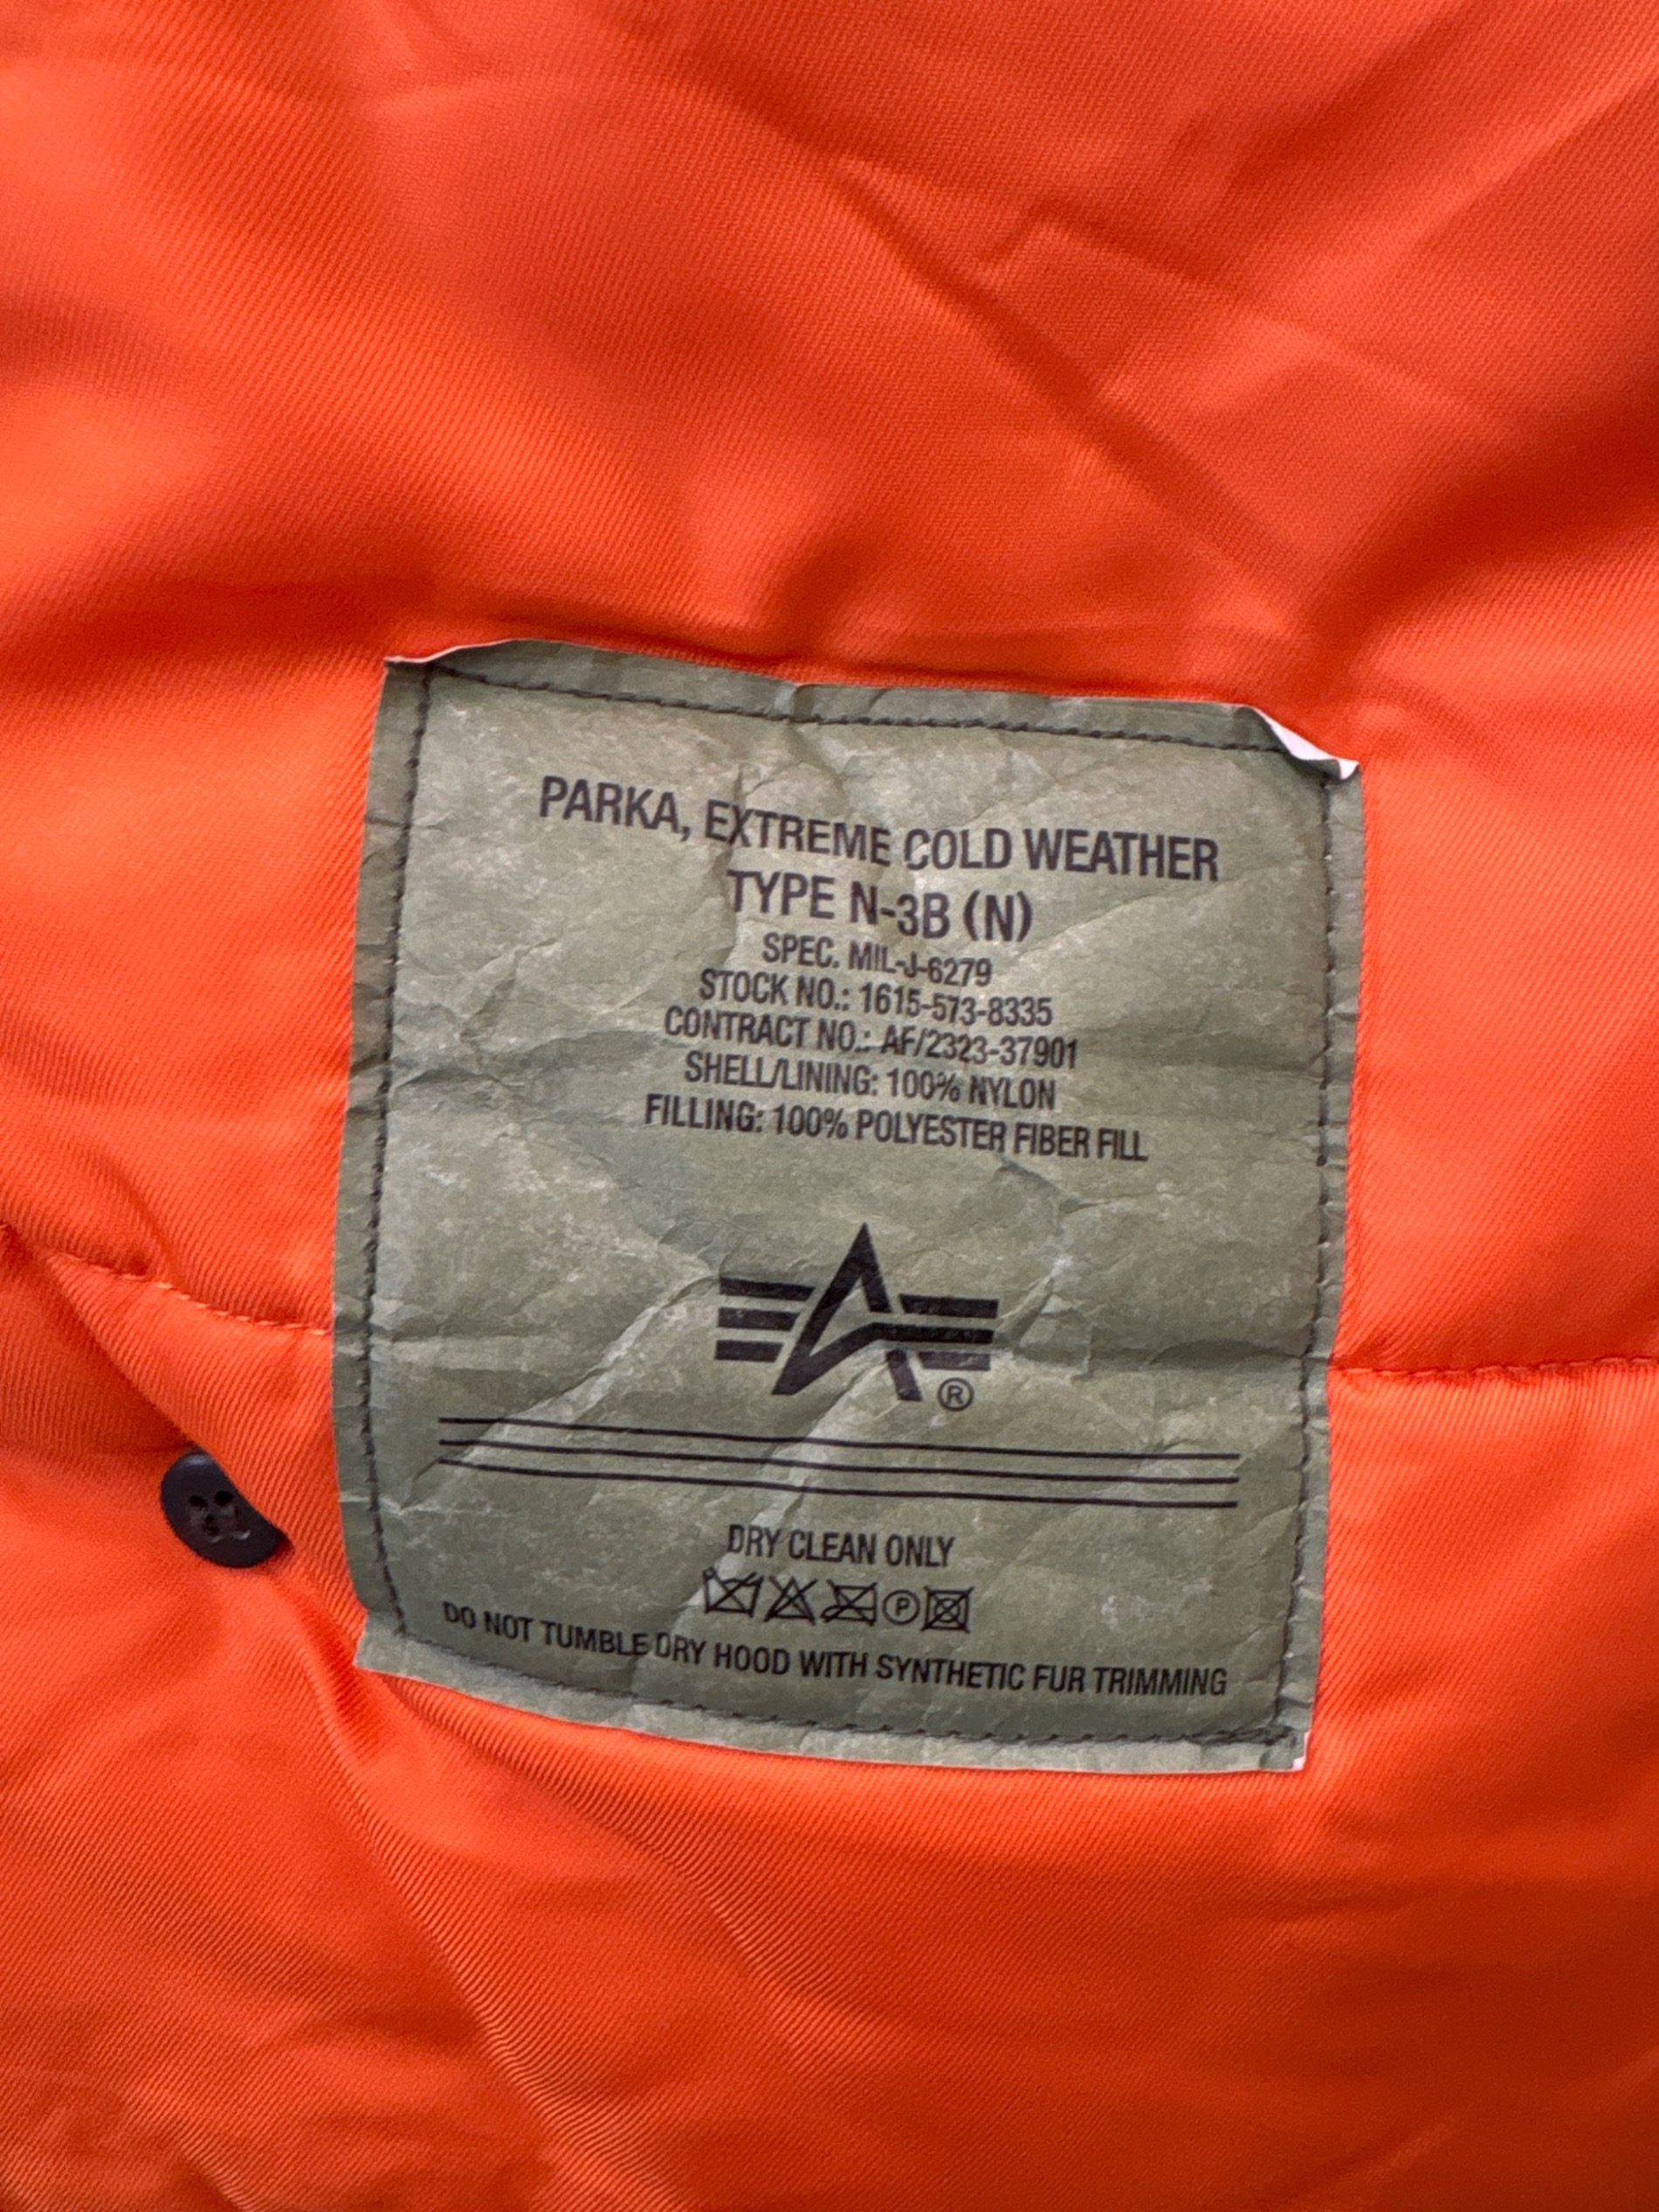 PARKA, EXTREME COLD WEATHER
TYPE N-3B (N)
SPEC. MIL-J-6279
STOCK NO.: 1615-573-8335
CONTRACT NO.: AF/2323-37901
SHELL/LINING: 100% NYLON
FILLING: 100% POLYESTER FIBER FILL
®
DRY CLEAN ONLY
P
DO NOT TUMBLE DRY HOOD WITH SYNTHETIC FUR TRIMMING